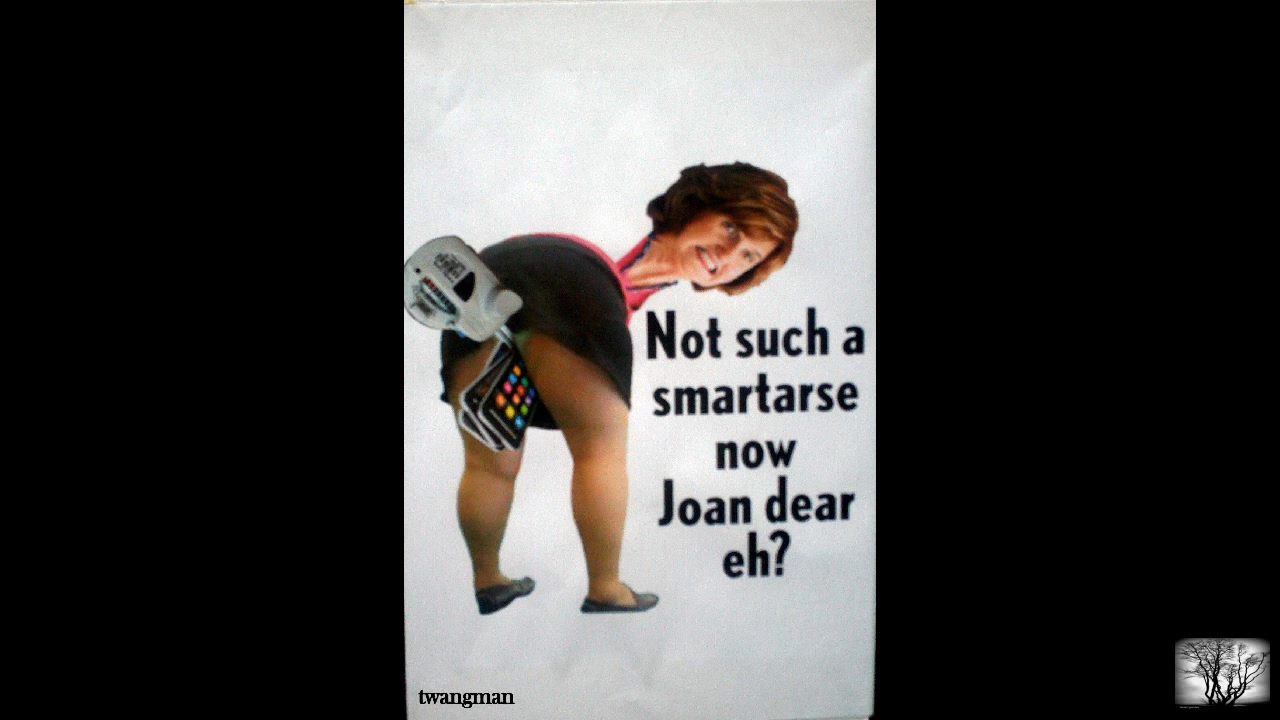 Not such a
smartarse
now
Joan dear
eh?
twangman